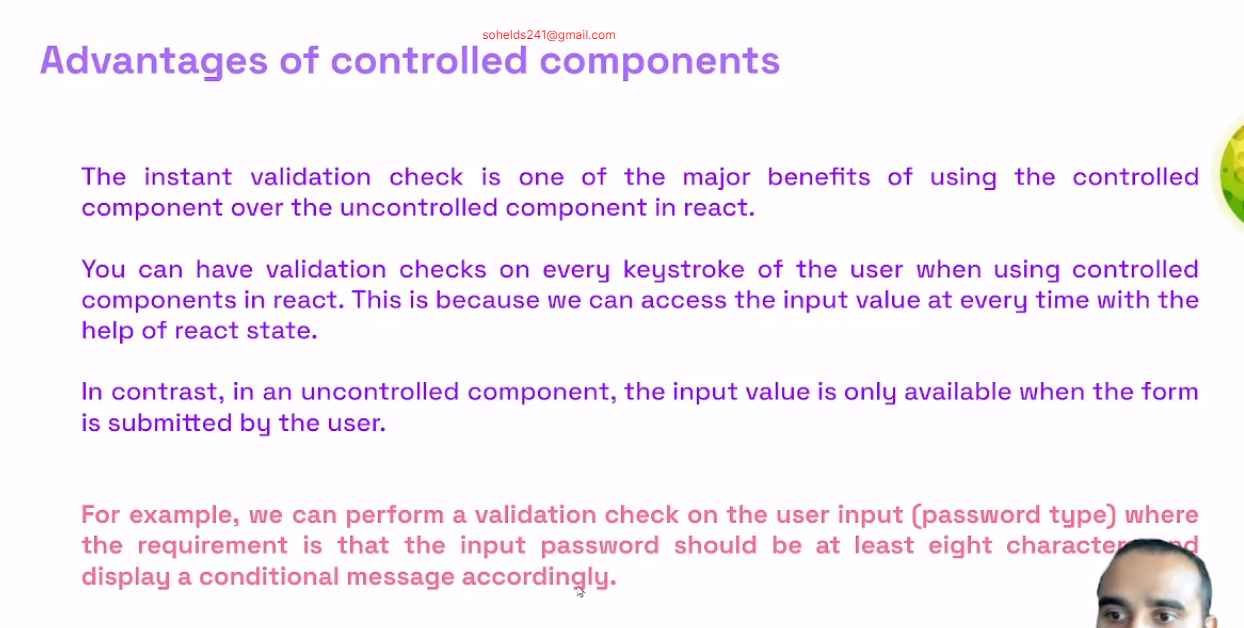 sohelds241@gmail.com
Advantages of controlled components
The instant validation check is one of the major benefits of using the controlled
component over the uncontrolled component in react.
You can have validation checks on every keystroke of the user when using controlled
components in react. This is because we can access the input value at every time with the
help of react state.
In contrast, in an uncontrolled component, the input value is only available when the form
is submitted by the user.
For example, we can perform a validation check on the user input (password type) where
the requirement is that the input password should be at least eight
display a conditional message accordingly.